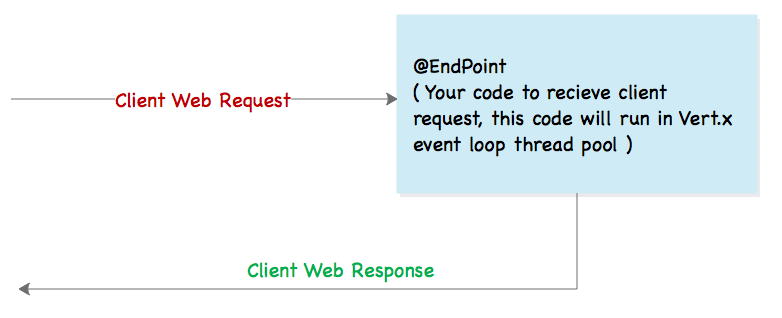 @EndPoint
Client Web Request
( Your code to recieve client
request, this code will run in Vert.x
event loop thread pool )
Client Web Response